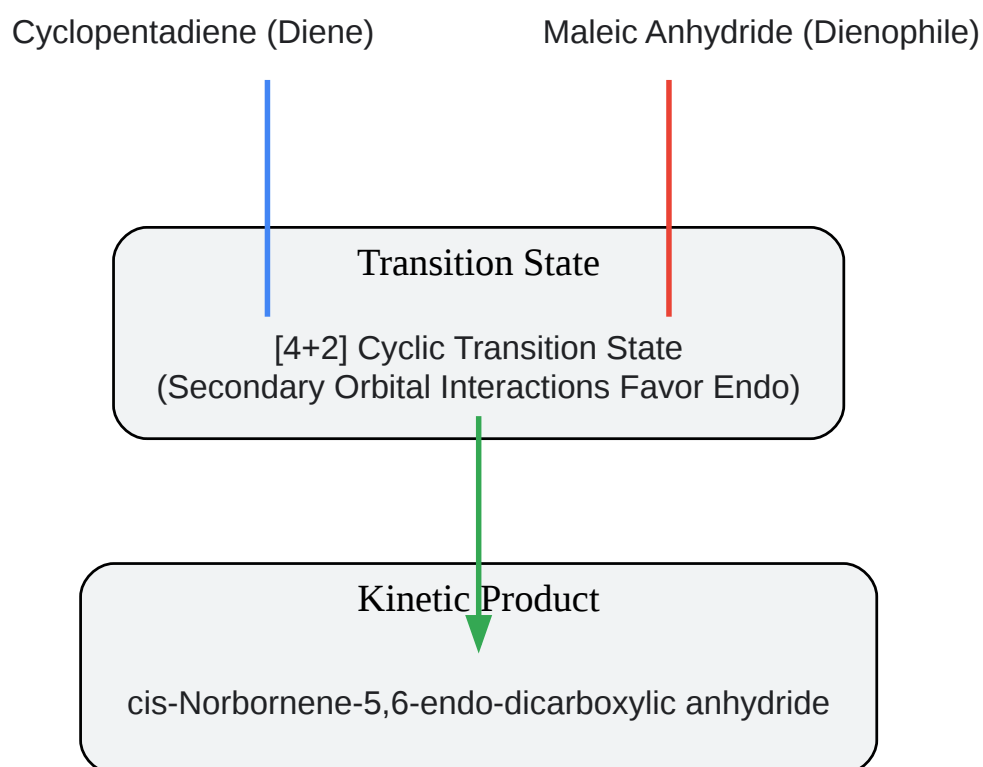 Cyclopentadiene (Diene)
Maleic Anhydride (Dienophile)
Transition State
[4+2] Cyclic Transition State
(Secondary Orbital Interactions Favor Endo)
Kinetic Product
cis-Norbornene-5,6-endo-dicarboxylic anhydride